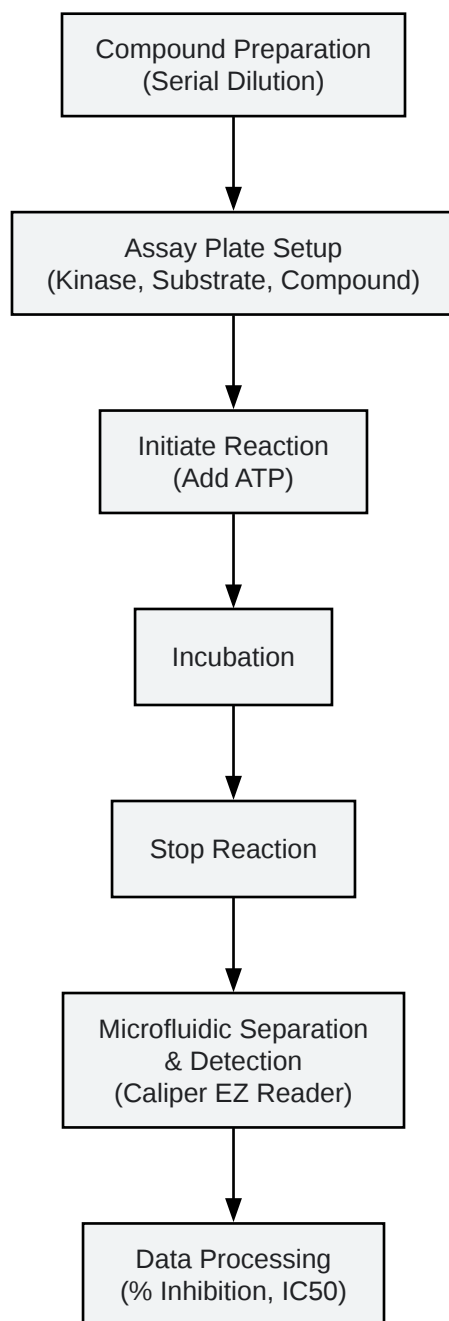 Compound Preparation
(Serial Dilution)
Assay Plate Setup
(Kinase, Substrate, Compound)
Initiate Reaction
(Add ATP)
Incubation
Stop Reaction
Microfluidic Separation
& Detection
(Caliper EZ Reader)
Data Processing
(% Inhibition, IC50)